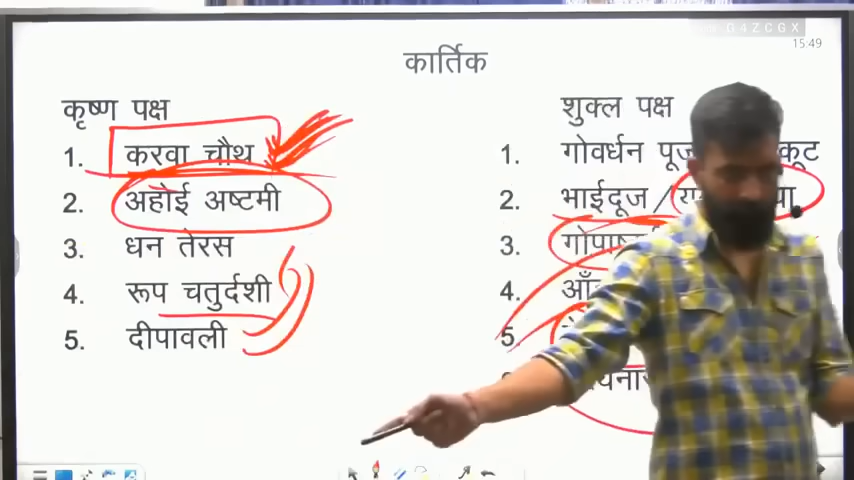 D4ZCGX
15:49
कार्तिक
कृष्ण पक्ष
1. करवा चौथ
2. अहोई अष्टमी
3. धन तेरस
4. रूप चतुर्दशी
5. दीपावली
शुक्ल पक्ष
1. गोवर्धन
2. भाईदूज /
3.
4.
5.